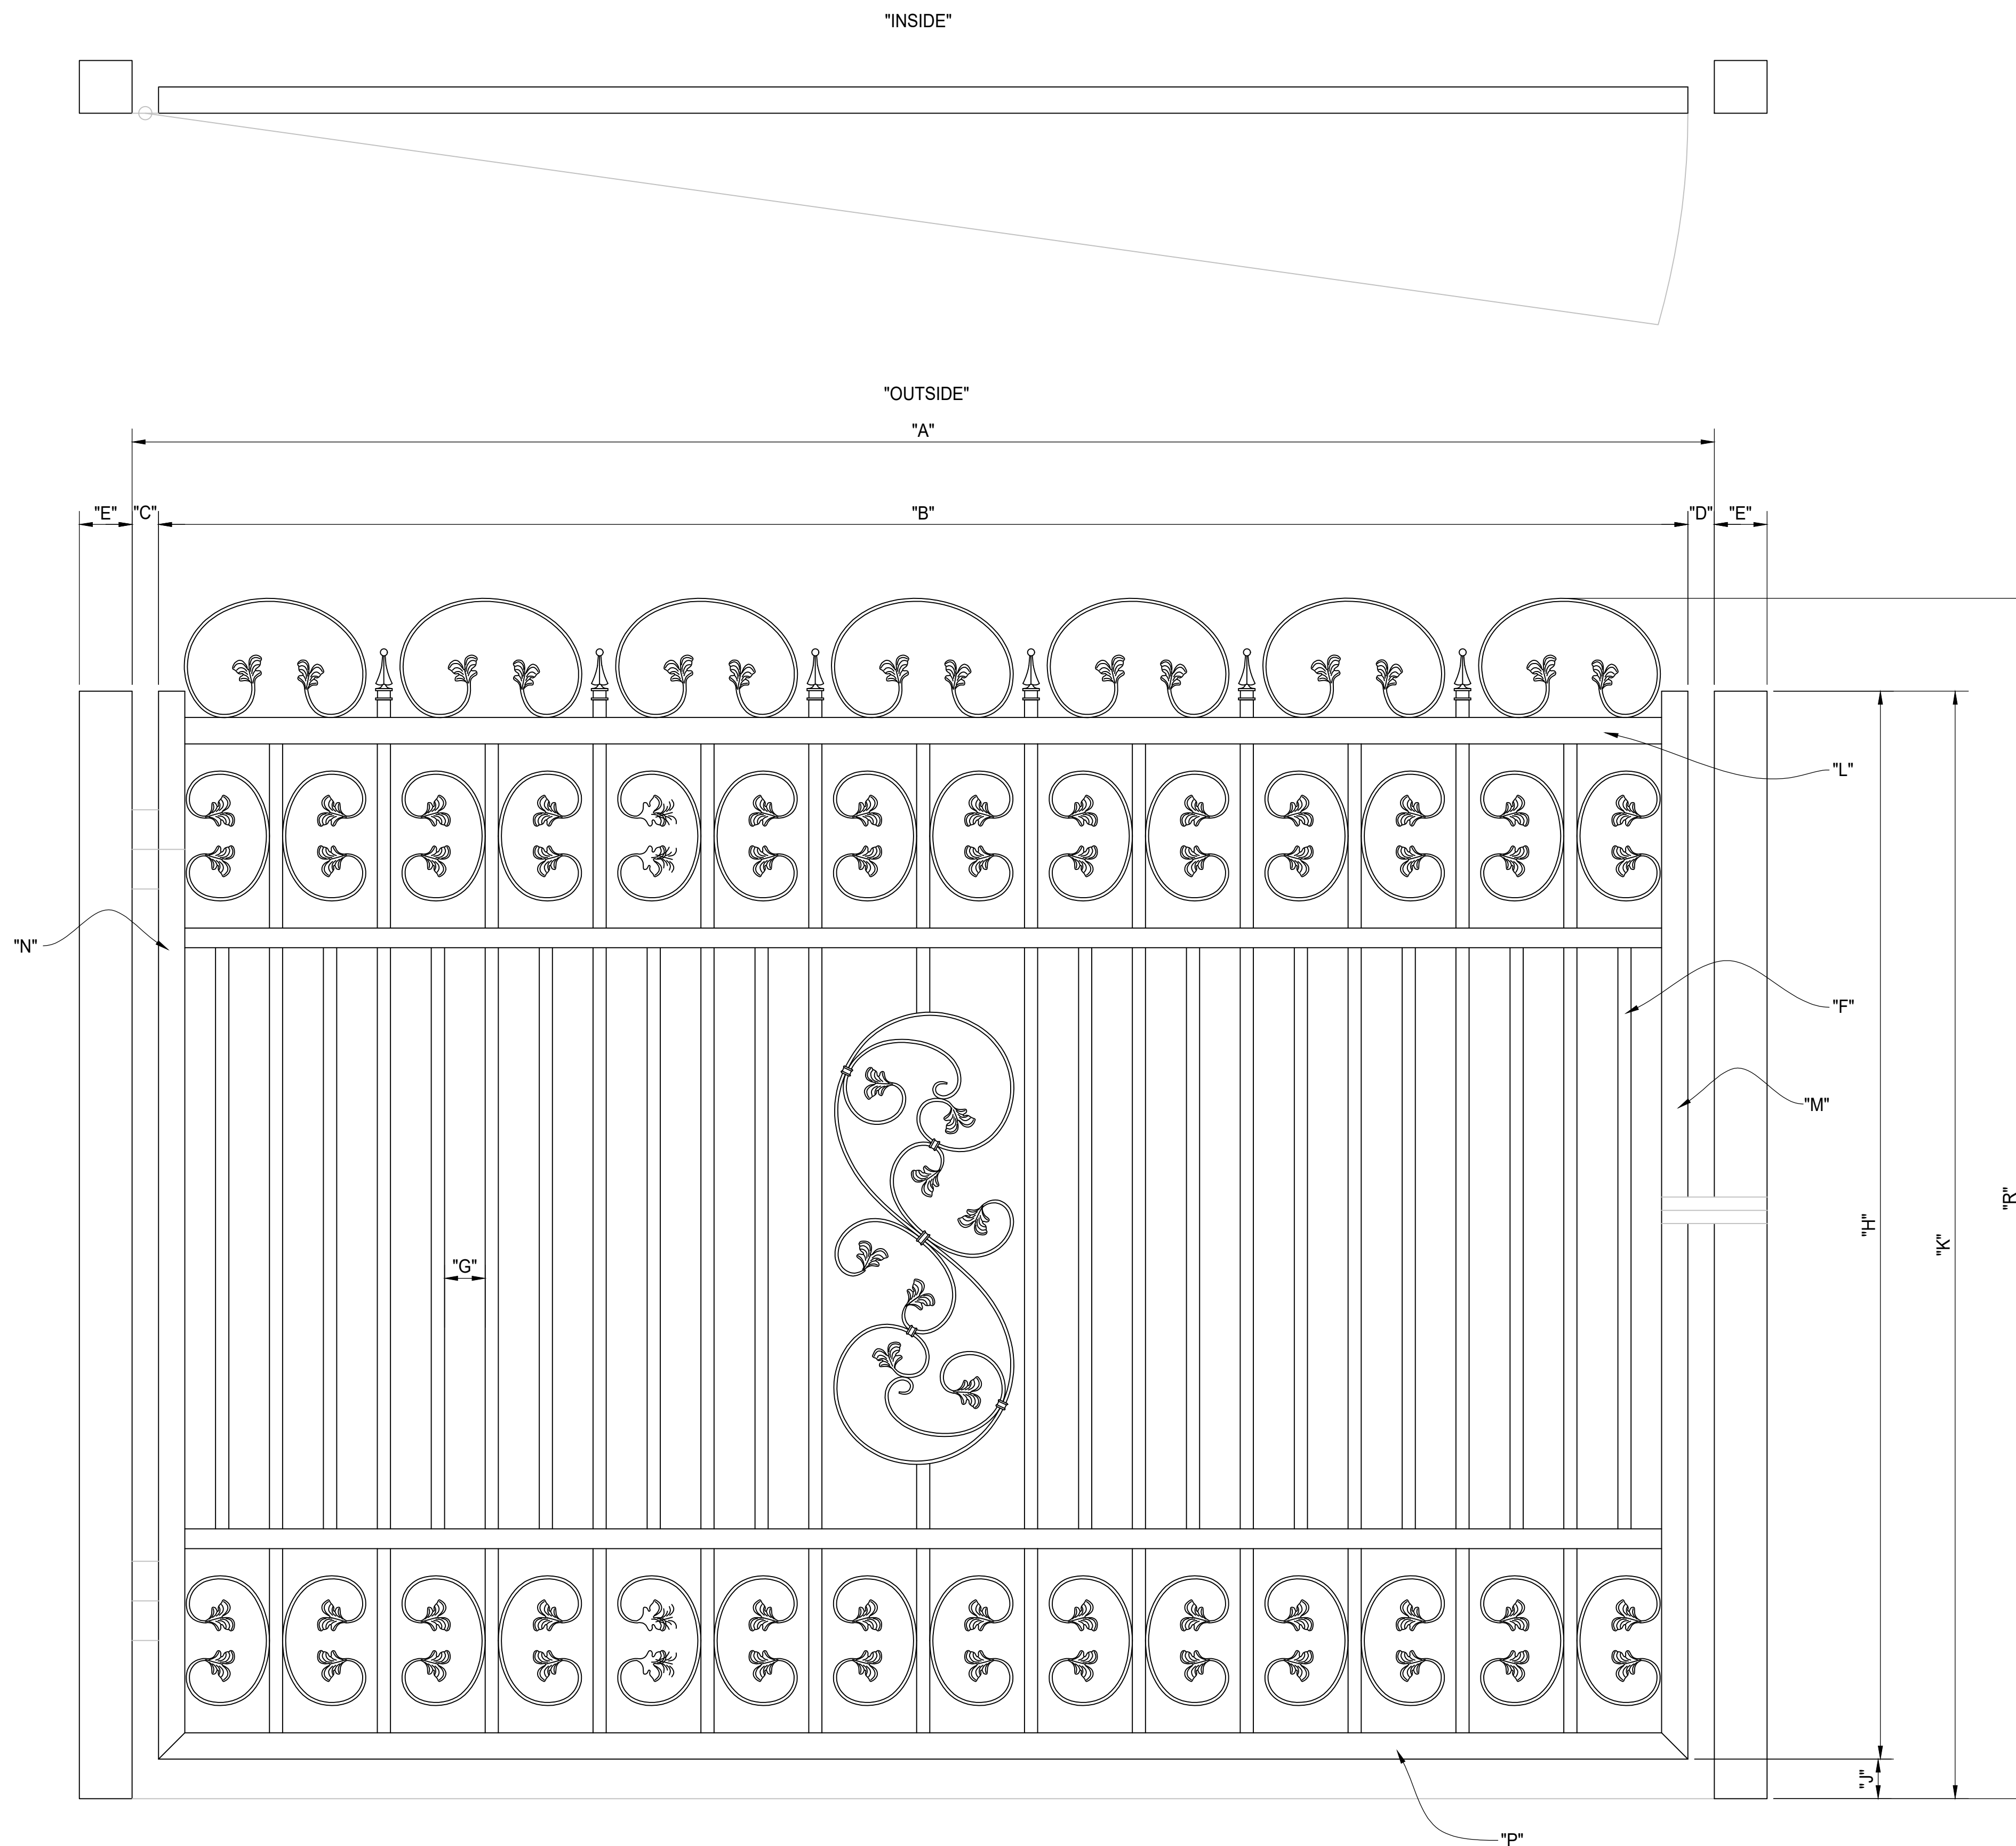 "INSIDE"
"OUTSIDE"
"A"
"E" "C" "B" "D" "E"
"L"
"N"
"F"
"M"
"R"
"H"
"K"
"G"
"J"
"P"